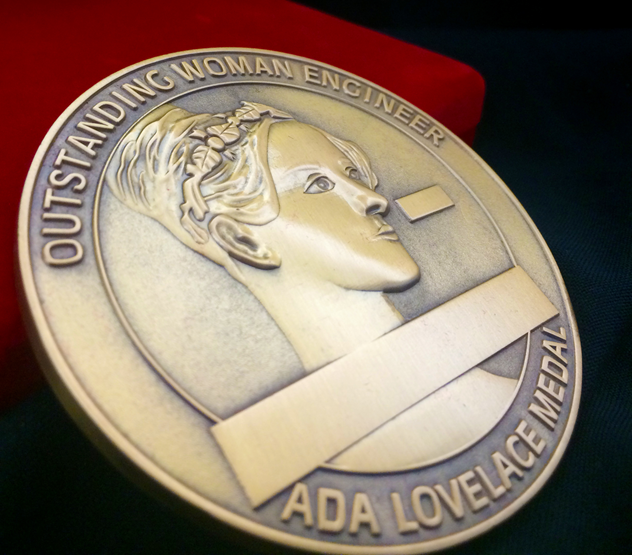 OUTSTANDING WOMAN ENGINEER
ADA LOVELACE MEDAL